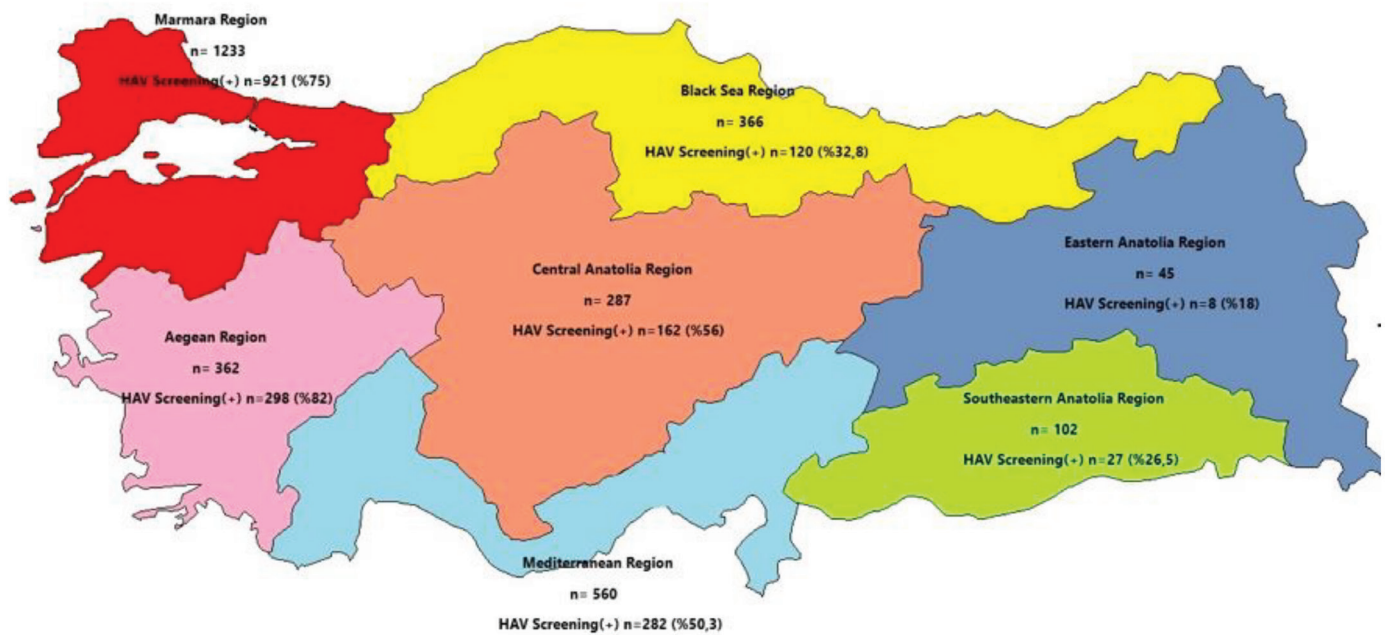 Marmara Region
n= 1233
HAV Screening(+) n=921 (%75)
Black Sea Region
n= 366
HAV Screening(+) n=120 (%32,8)
Eastern Anatolia Region
n= 45
HAV Screening(+) n=8 (%18)
Central Anatolia Region
n= 287
HAV Screening(+) n=162 (%56)
Aegean Region
n= 362
HAV Screening(+) n=298 (%82)
Southeastern Anatolia Region
n= 102
HAV Screening(+) n=27 (%26,5)
Mediterranean Region
n= 560
HAV Screening(+) n=282 (%50,3)